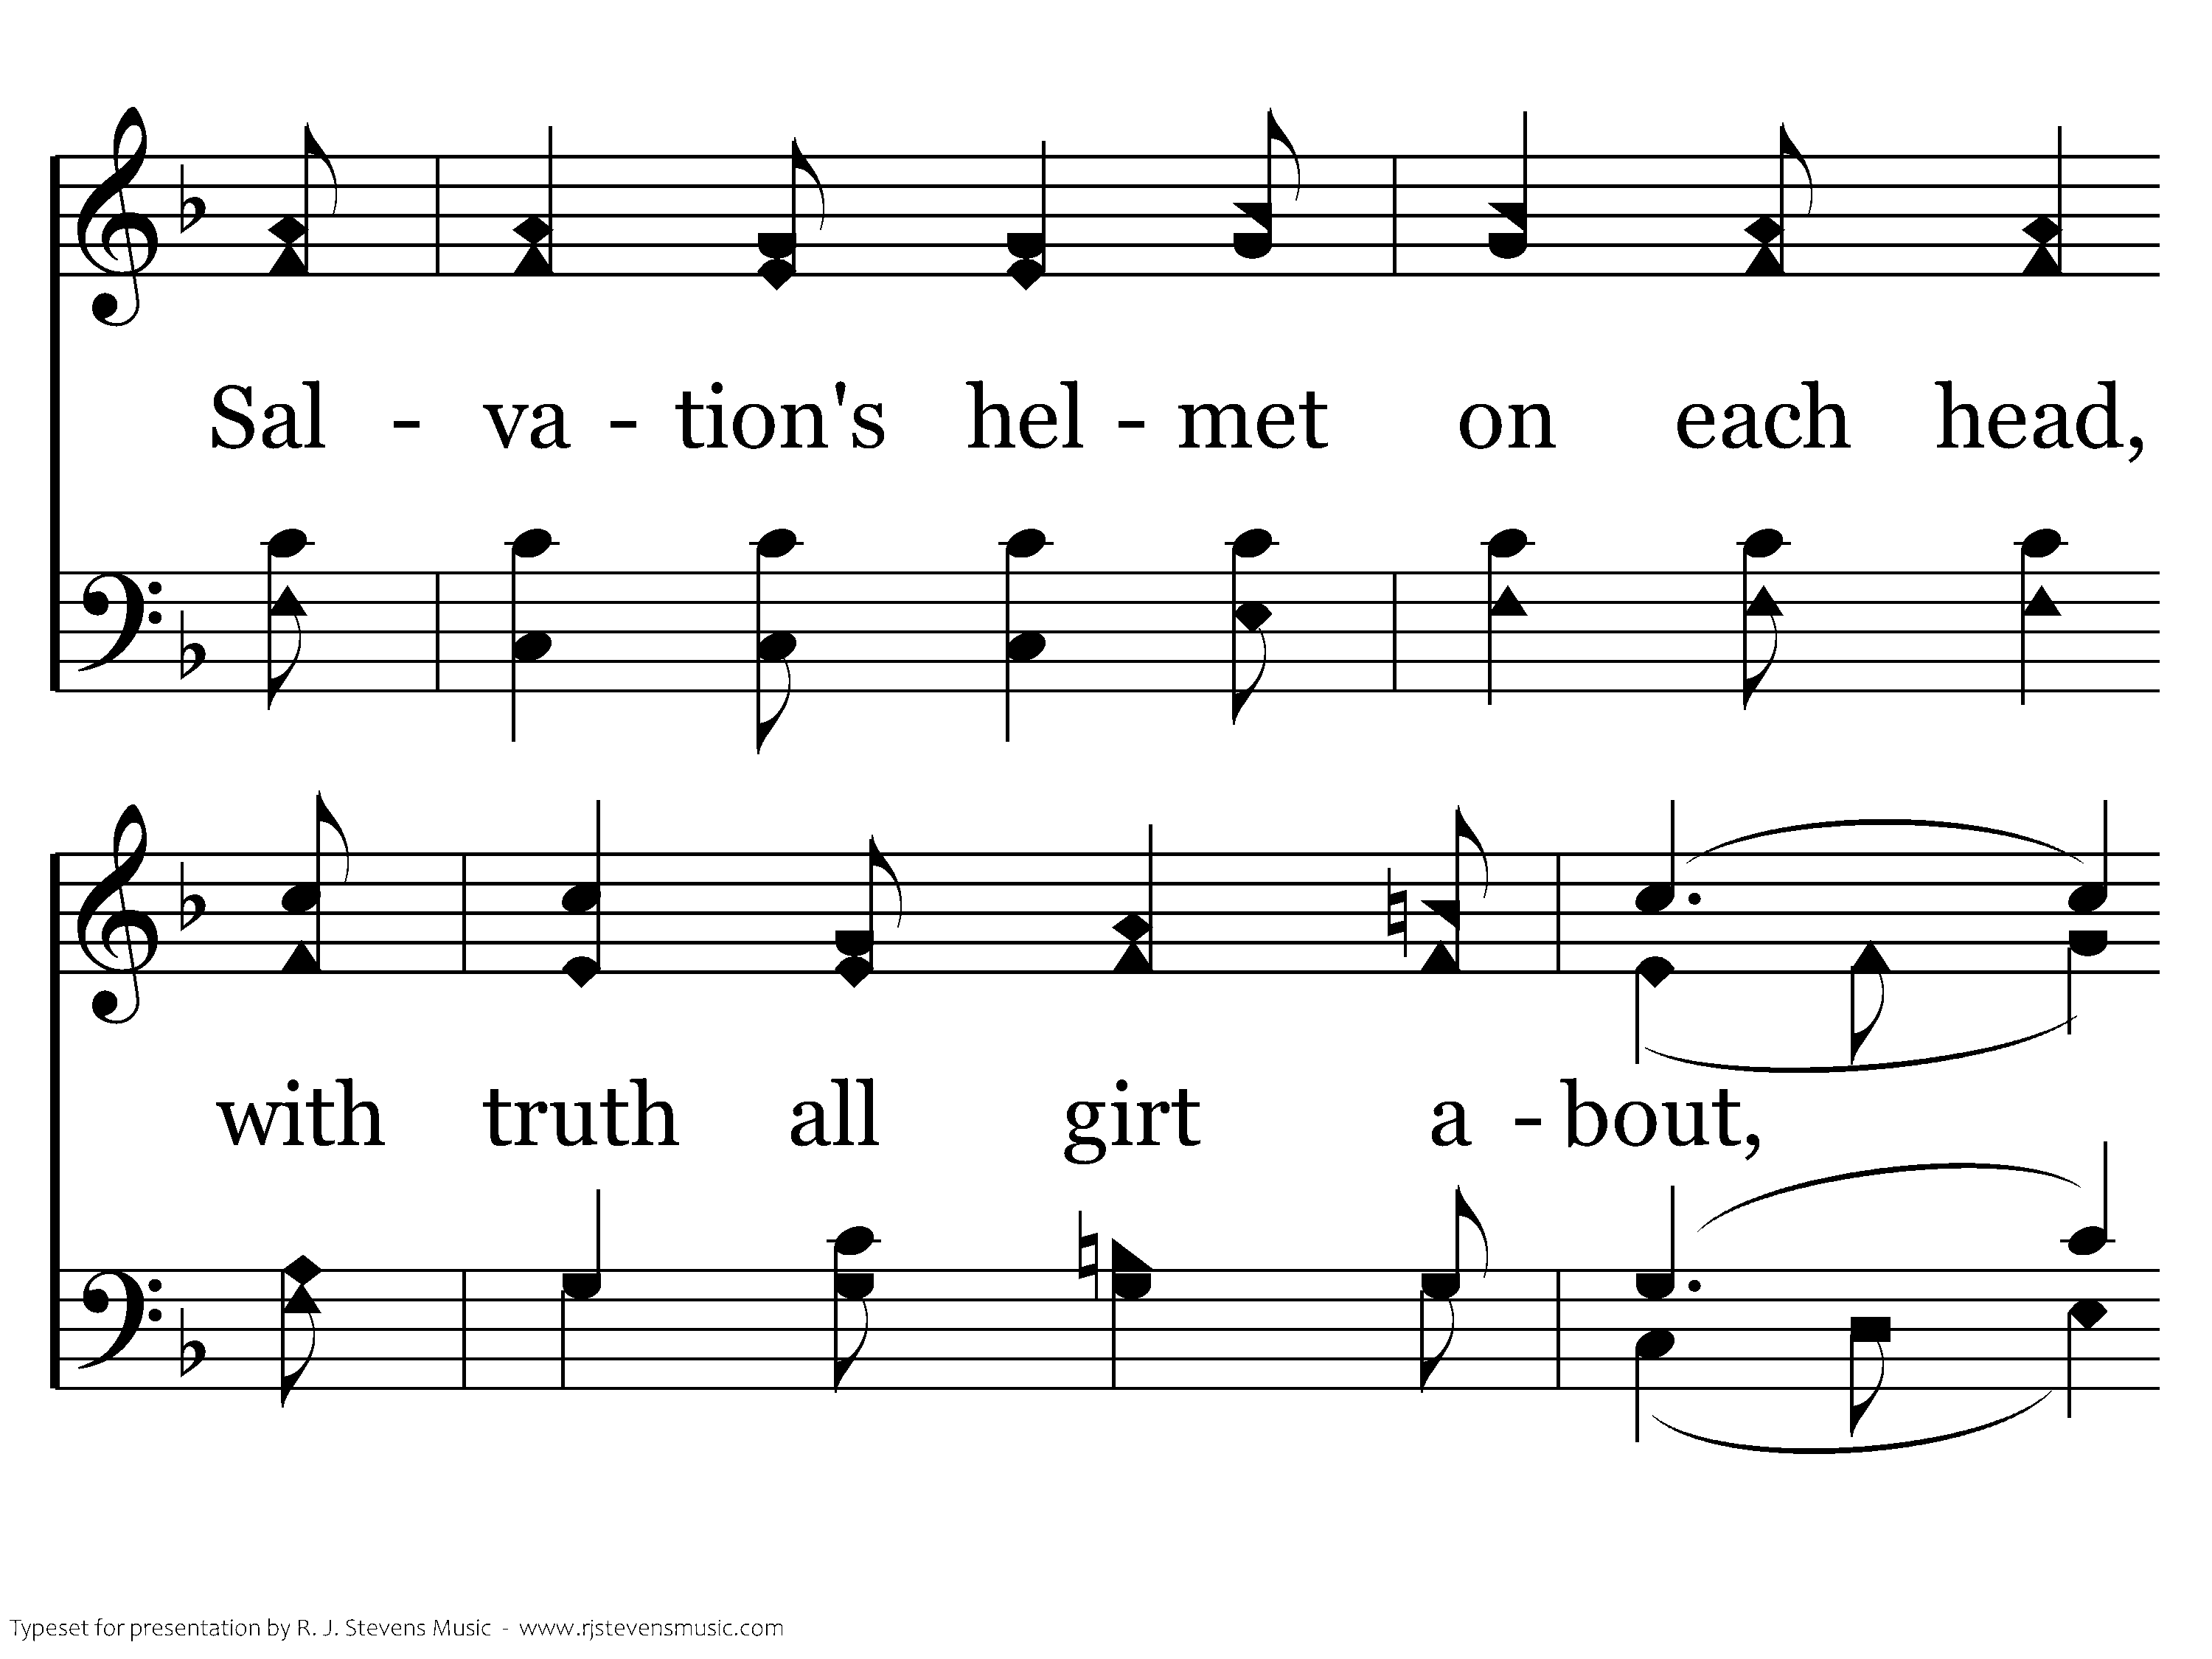 Sal - va - tion's hel - met on each head,
with truth all girt a - bout,
Typeset for presentation by R. J. Stevens Music - www.rjstevensmusic.com